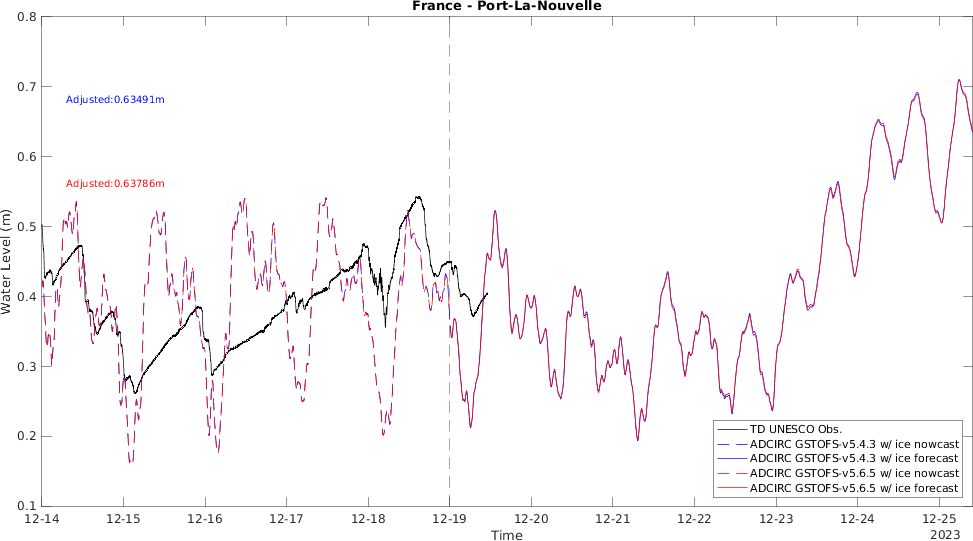 France - Port-La-Nouvelle
0.8
0.7
0.6
0.5
0.4
0.3
0.2
0.1
Water Level (m)
Adjusted:0.63491m
Adjusted:0.63786m
TD UNESCO Obs.
ADCIRC GSTOFS-v5.4.3 w/ ice nowcast
ADCIRC GSTOFS-v5.4.3 w/ ice forecast
ADCIRC GSTOFS-v5.6.5 w/ ice nowcast
ADCIRC GSTOFS-v5.6.5 w/ ice forecast
12-14 12-15 12-16 12-17 12-18 12-19 12-20 12-21 12-22 12-23 12-24 12-25
Time
2023